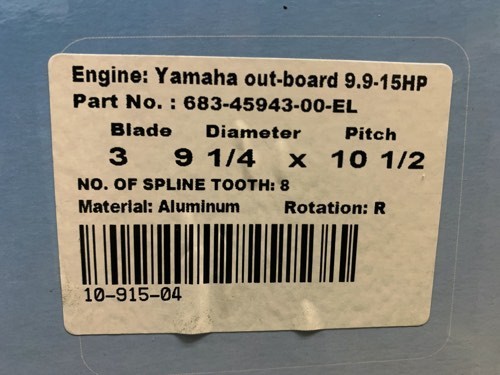 Engine: Yamaha out-board 9.9-15HP
Part No. : 683-45943-00-EL
Blade Diameter Pitch
3 9 1/4 x 10 1/2
NO. OF SPLINE TOOTH: 8
Material: Aluminum Rotation: R
10-915-04